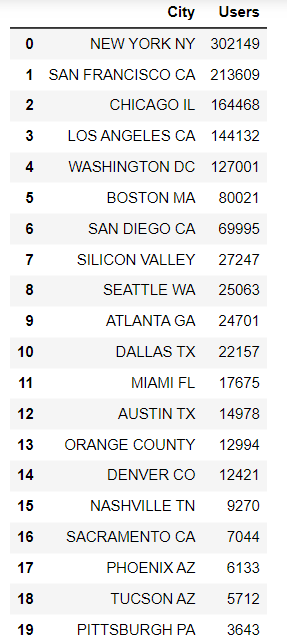 City Users
0 NEW YORK NY 302149
1 SAN FRANCISCO CA 213609
2 CHICAGO IL 164468
3 LOS ANGELES CA 144132
4 WASHINGTON DC 127001
5 BOSTON MA 80021
6 SAN DIEGO CA 69995
7 SILICON VALLEY 27247
8 SEATTLE WA 25063
9 ATLANTA GA 24701
10 DALLAS TX 22157
11 MIAMI FL 17675
12 AUSTIN TX 14978
13 ORANGE COUNTY 12994
14 DENVER CO 12421
15 NASHVILLE TN 9270
16 SACRAMENTO CA 7044
17 PHOENIX AZ 6133
18 TUCSON AZ 5712
19 PITTSBURGH PA 3643